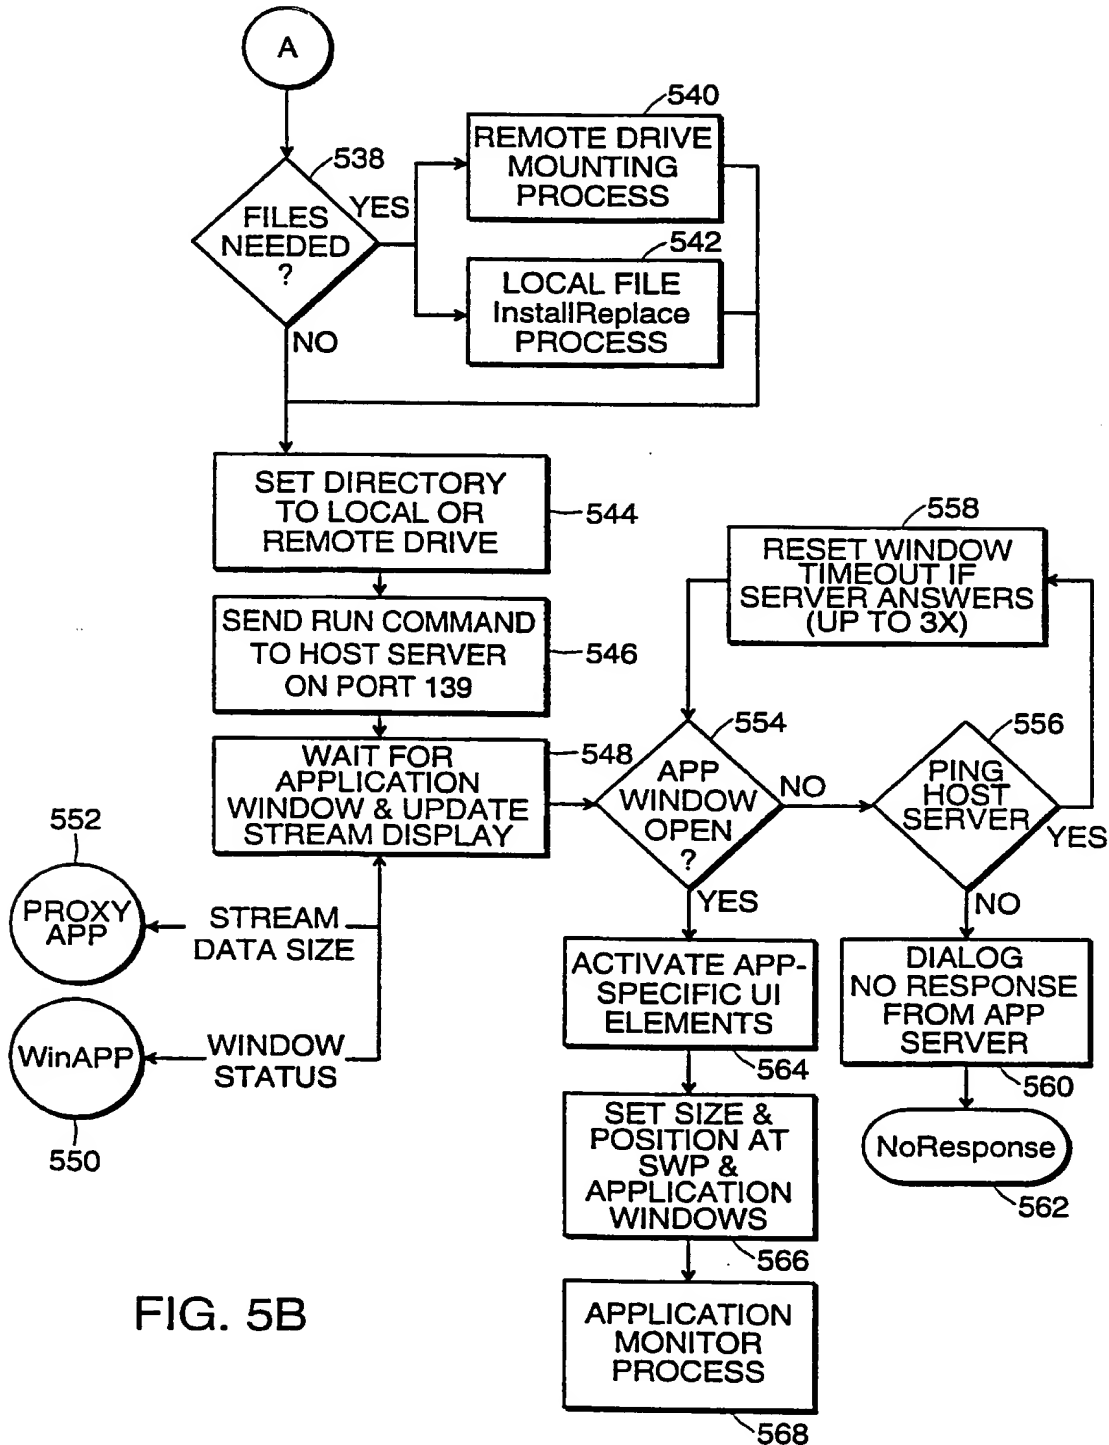 A
540
REMOTE DRIVE
MOUNTING
PROCESS
538
YES
FILES
NEEDED
?
542
LOCAL FILE
InstallReplace
PROCESS
NO
SET DIRECTORY
TO LOCAL OR
REMOTE DRIVE
544
558
RESET WINDOW
TIMEOUT IF
SERVER ANSWERS
(UP TO 3X)
SEND RUN COMMAND
TO HOST SERVER
ON PORT 139
546
WAIT FOR
APPLICATION
WINDOW & UPDATE
STREAM DISPLAY
548
554
APP
WINDOW
OPEN
?
NO
556
PING
HOST
SERVER
YES
552
PROXY
APP
STREAM
DATA SIZE
YES
NO
ACTIVATE APP-
SPECIFIC UI
ELEMENTS
564
DIALOG
NO RESPONSE
FROM APP
SERVER
560
WinAPP
WINDOW
STATUS
550
SET SIZE &
POSITION AT
SWP &
APPLICATION
WINDOWS
566
NoResponse
562
APPLICATION
MONITOR
PROCESS
568
FIG. 5B